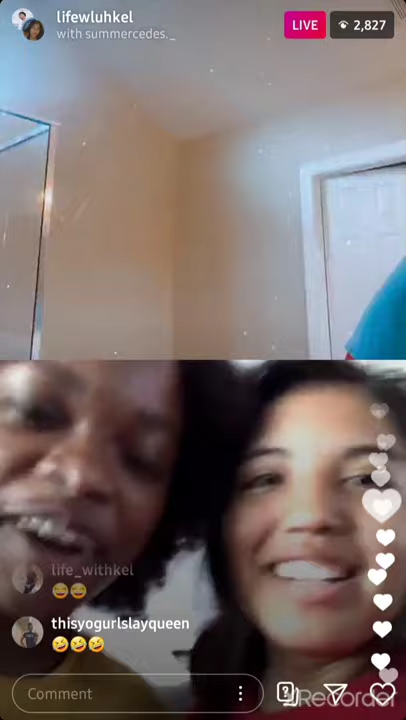 lifewluhkel
with summercedes._
LIVE
2,827
life_withkel
😂😂
thisyogurlslayqueen
🤣🤣🤣
Comment
Recorder